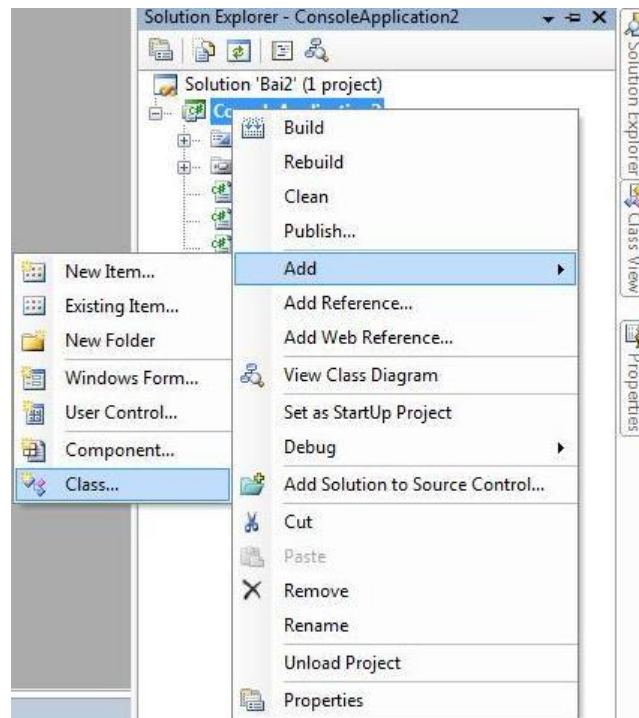 Solution Explorer - ConsoleApplication2
Solution 'Bai2' (1 project)
Build
Rebuild
Clean
Publish...
Add
Add Reference...
Add Web Reference...
View Class Diagram
Set as StartUp Project
Debug
Add Solution to Source Control...
Cut
Paste
Remove
Rename
Unload Project
Properties
New Item...
Existing Item...
New Folder
Windows Form...
User Control...
Component...
Class...
Solution Explorer
Class View
Properties